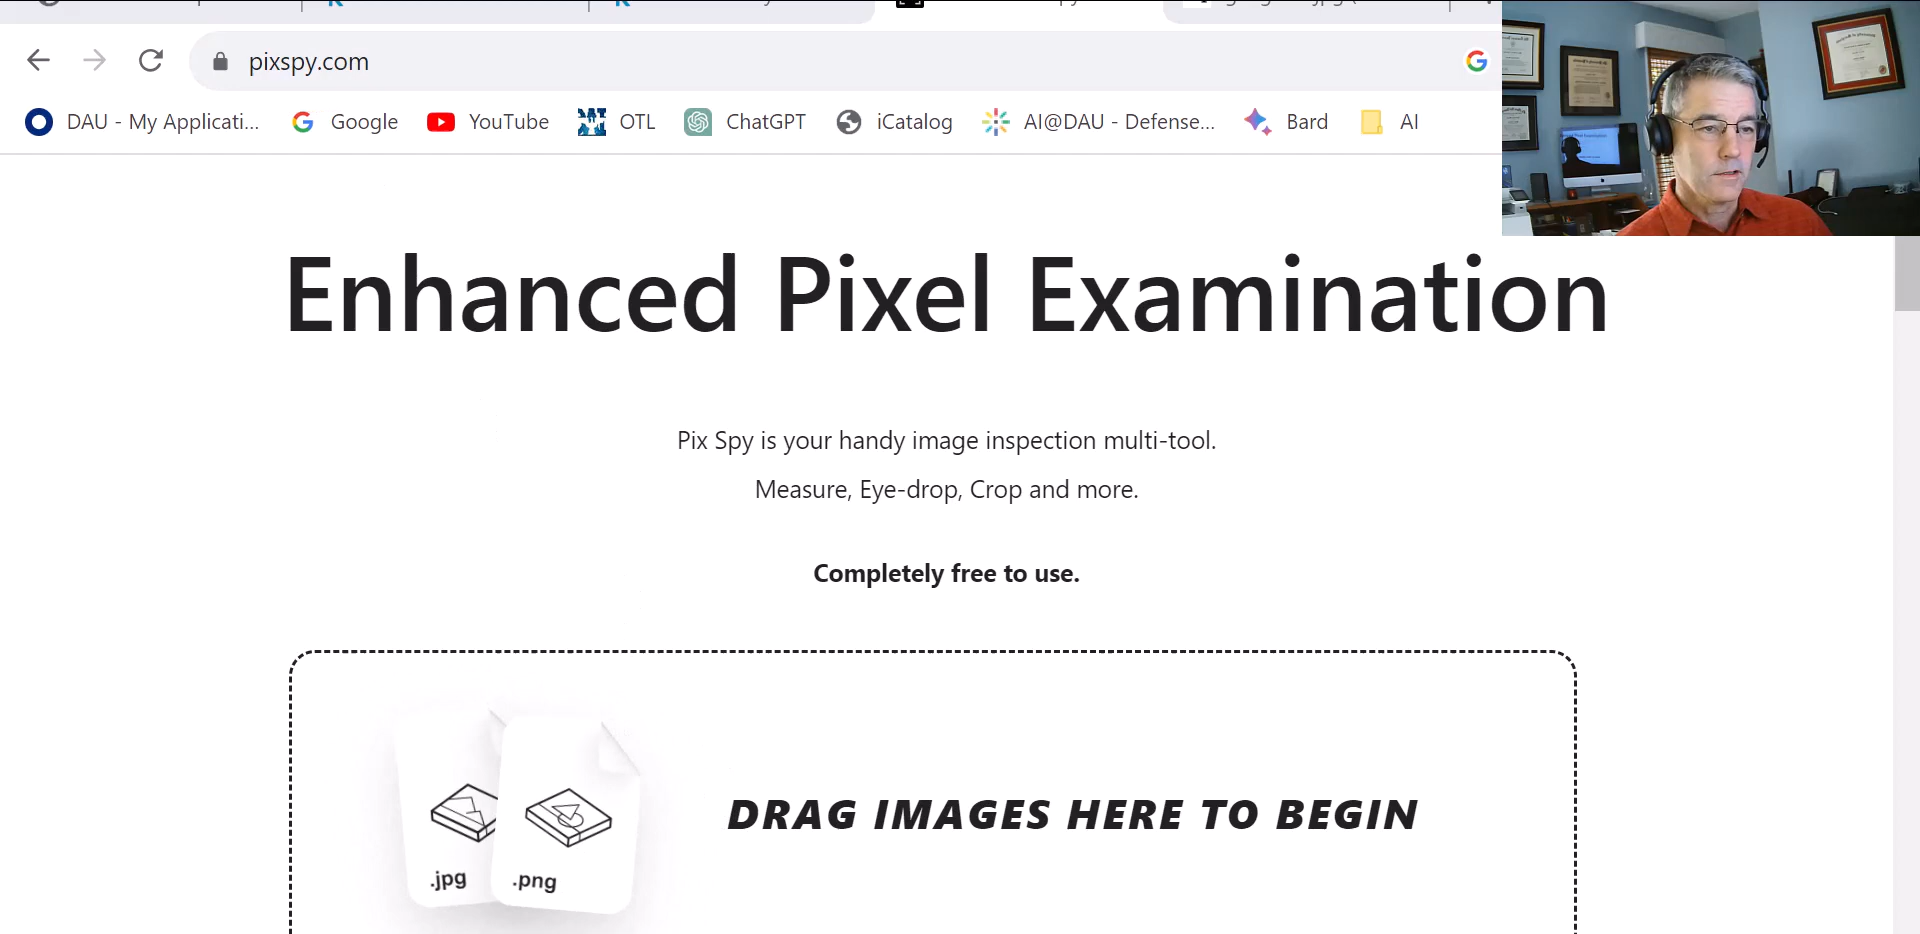 pixspy.com
DAU - My Applicati... Google YouTube OTL ChatGPT iCatalog AI@DAU - Defense... Bard AI
Enhanced Pixel Examination
Pix Spy is your handy image inspection multi-tool.
Measure, Eye-drop, Crop and more.
Completely free to use.
DRAG IMAGES HERE TO BEGIN
.jpg .png